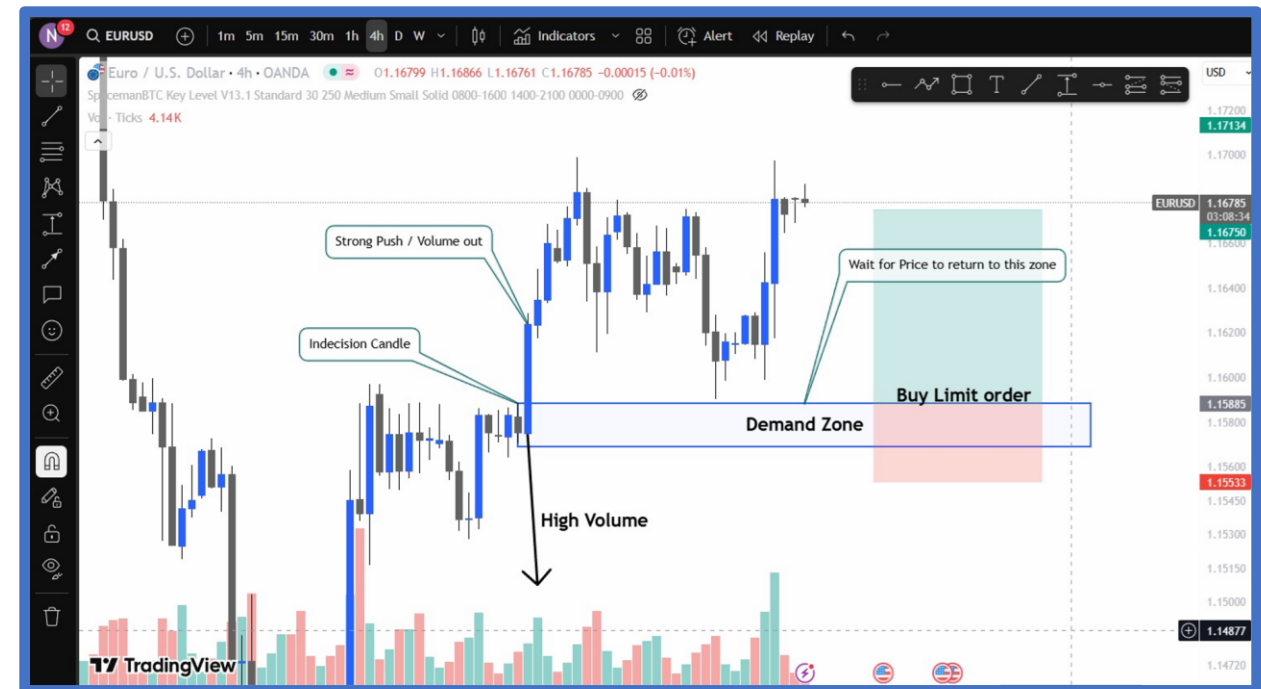 N 12 EURUSD 1m 5m 15m 30m 1h 4h D W Indicators Alert Replay
Euro / U.S. Dollar · 4h · OANDA O1.16799 H1.16866 L1.16761 C1.16785 −0.00015 (−0.01%)
SpacemanBTC Key Level V13.1 Standard 30 250 Medium Small Solid 0800-1600 1400-2100 0000-0900
Vol · Ticks 4.14K
T
USD
1.17200
1.17134
1.17000
EURUSD 1.16785
03:08:34
1.16750
1.16600
Strong Push / Volume out
Wait for Price to return to this zone
1.16400
1.16200
Indecision Candle
1.16000
Buy Limit order
1.15885
Demand Zone
1.15800
1.15600
1.15533
1.15450
High Volume
1.15300
1.15150
1.15000
1.14877
TradingView
1.14720